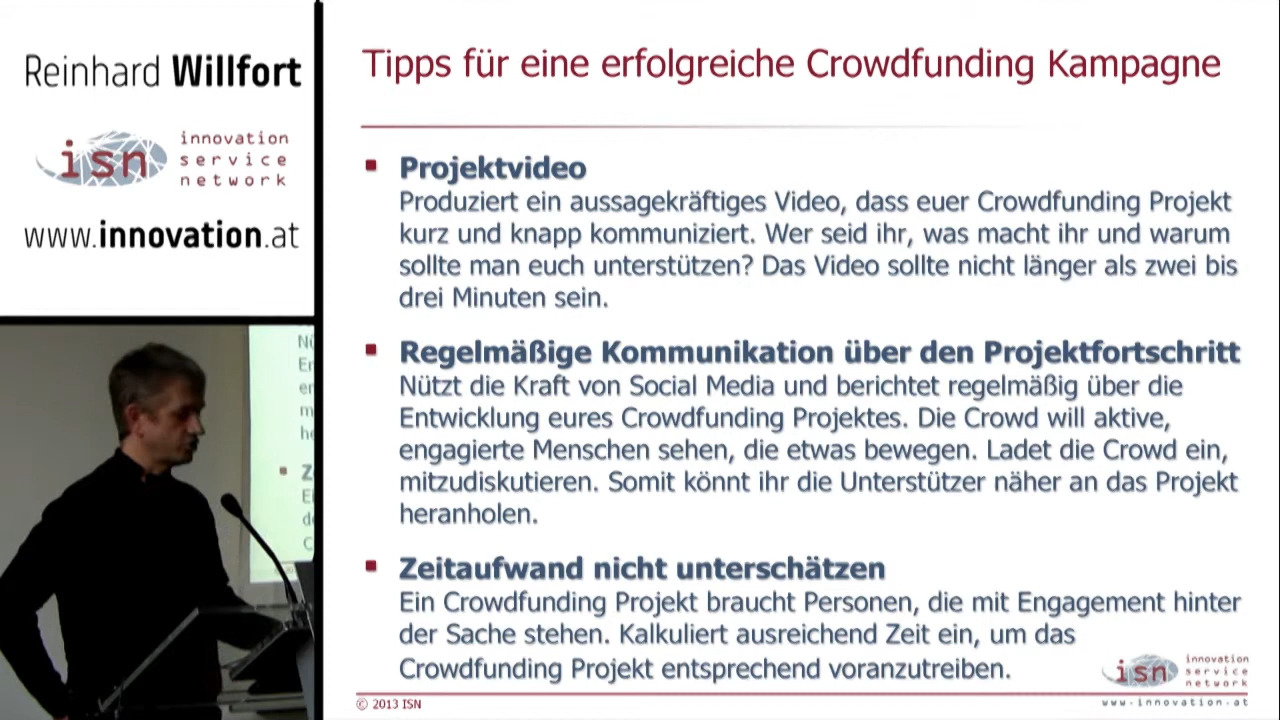 Reinhard Willfort
isn innovation
service
network
www.innovation.at
Tipps für eine erfolgreiche Crowdfunding Kampagne
Projektvideo
Produziert ein aussagekräftiges Video, dass euer Crowdfunding Projekt
kurz und knapp kommuniziert. Wer seid ihr, was macht ihr und warum
sollte man euch unterstützen? Das Video sollte nicht länger als zwei bis
drei Minuten sein.
Regelmäßige Kommunikation über den Projektfortschritt
Nützt die Kraft von Social Media und berichtet regelmäßig über die
Entwicklung eures Crowdfunding Projektes. Die Crowd will aktive,
engagierte Menschen sehen, die etwas bewegen. Ladet die Crowd ein,
mitzudiskutieren. Somit könnt ihr die Unterstützer näher an das Projekt
heranholen.
Zeitaufwand nicht unterschätzen
Ein Crowdfunding Projekt braucht Personen, die mit Engagement hinter
der Sache stehen. Kalkuliert ausreichend Zeit ein, um das
Crowdfunding Projekt entsprechend voranzutreiben.
isn innovation
service
network
www.innovation.at
© 2013 ISN